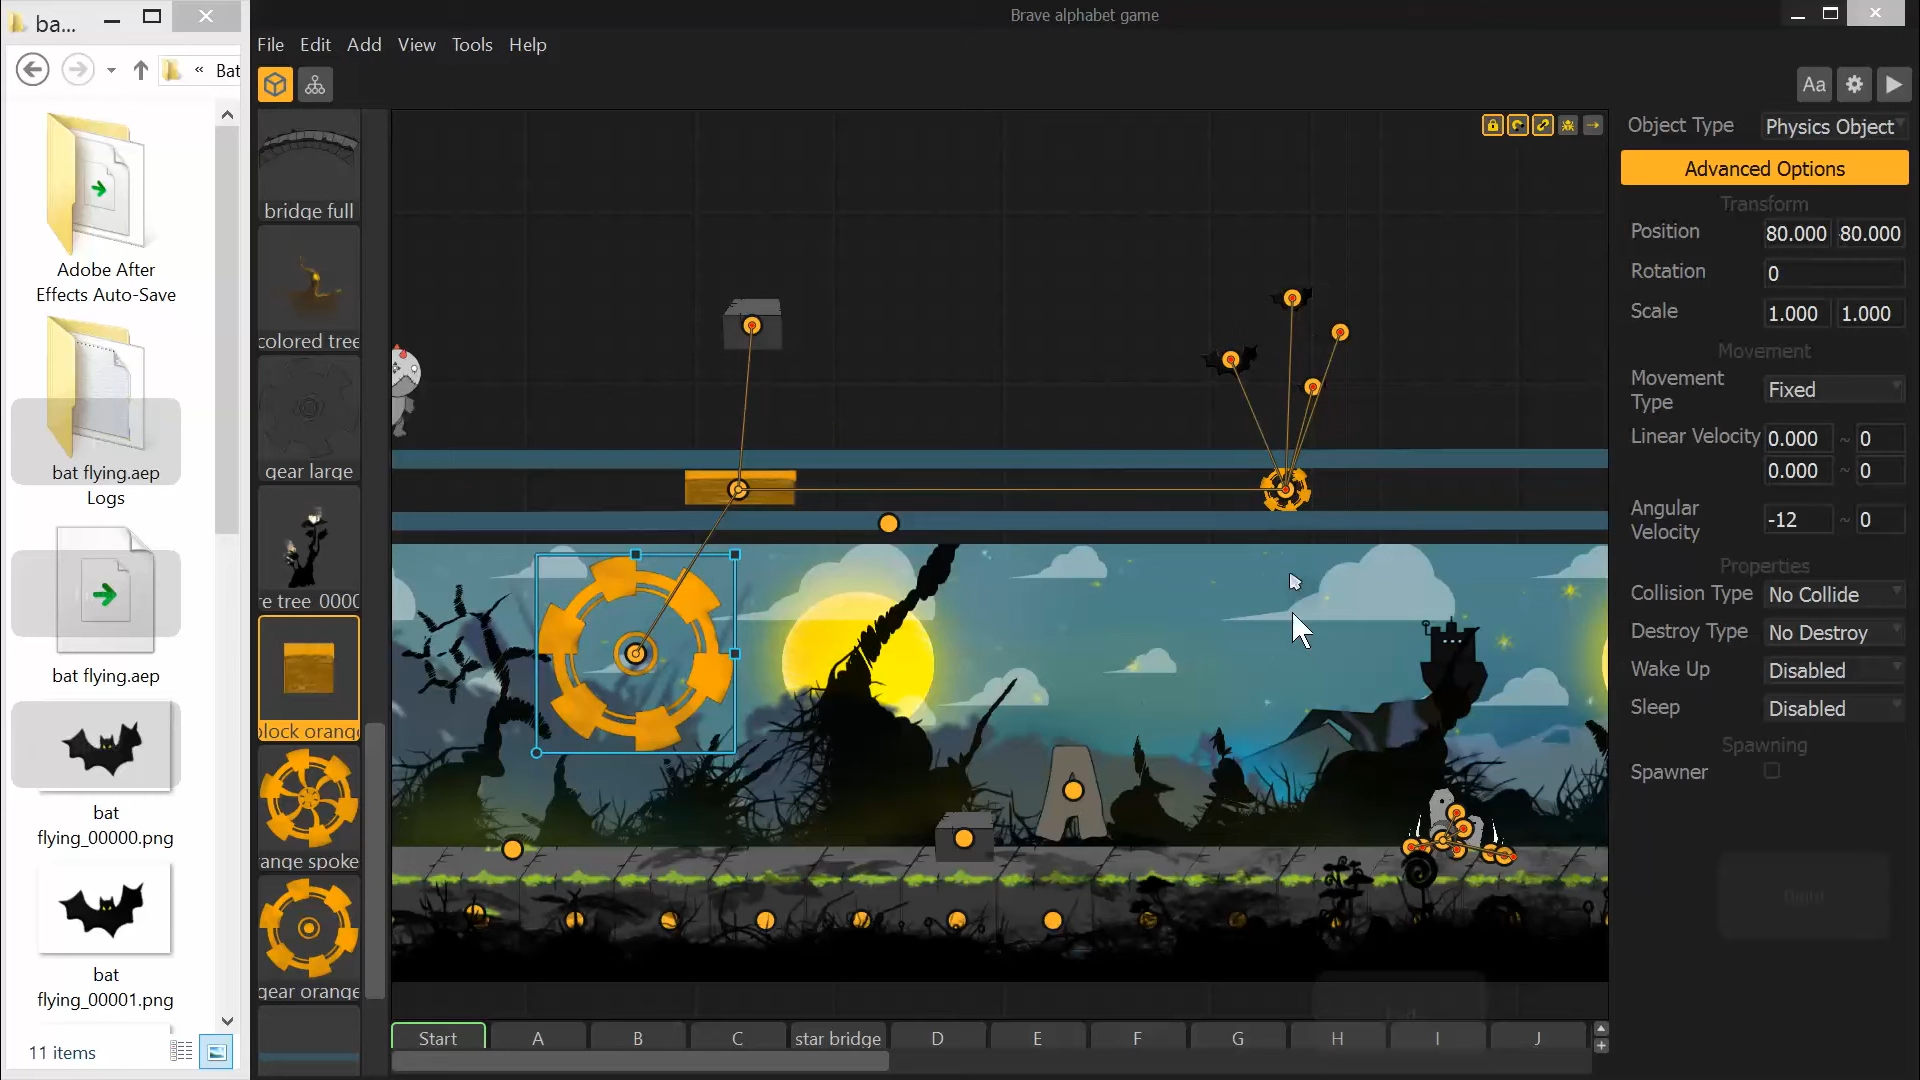 ba...
Brave alphabet game
File Edit Add View Tools Help
« Bat
Aa
Adobe After
Effects Auto-Save
bat flying.aep
Logs
bat flying.aep
bat
flying_00000.png
bat
flying_00001.png
11 items
bridge full
colored tree
gear large
re tree_0000
block orang
range spoke
gear orange
A
Start
A
B
C
star bridge
D
E
F
G
H
I
J
Object Type Physics Object
Advanced Options
Transform
Position 80.000 80.000
Rotation 0
Scale 1.000 1.000
Movement
Movement
Type Fixed
Linear Velocity 0.000 ~ 0
0.000 ~ 0
Angular
Velocity -12 ~ 0
Properties
Collision Type No Collide
Destroy Type No Destroy
Wake Up Disabled
Sleep Disabled
Spawning
Spawner